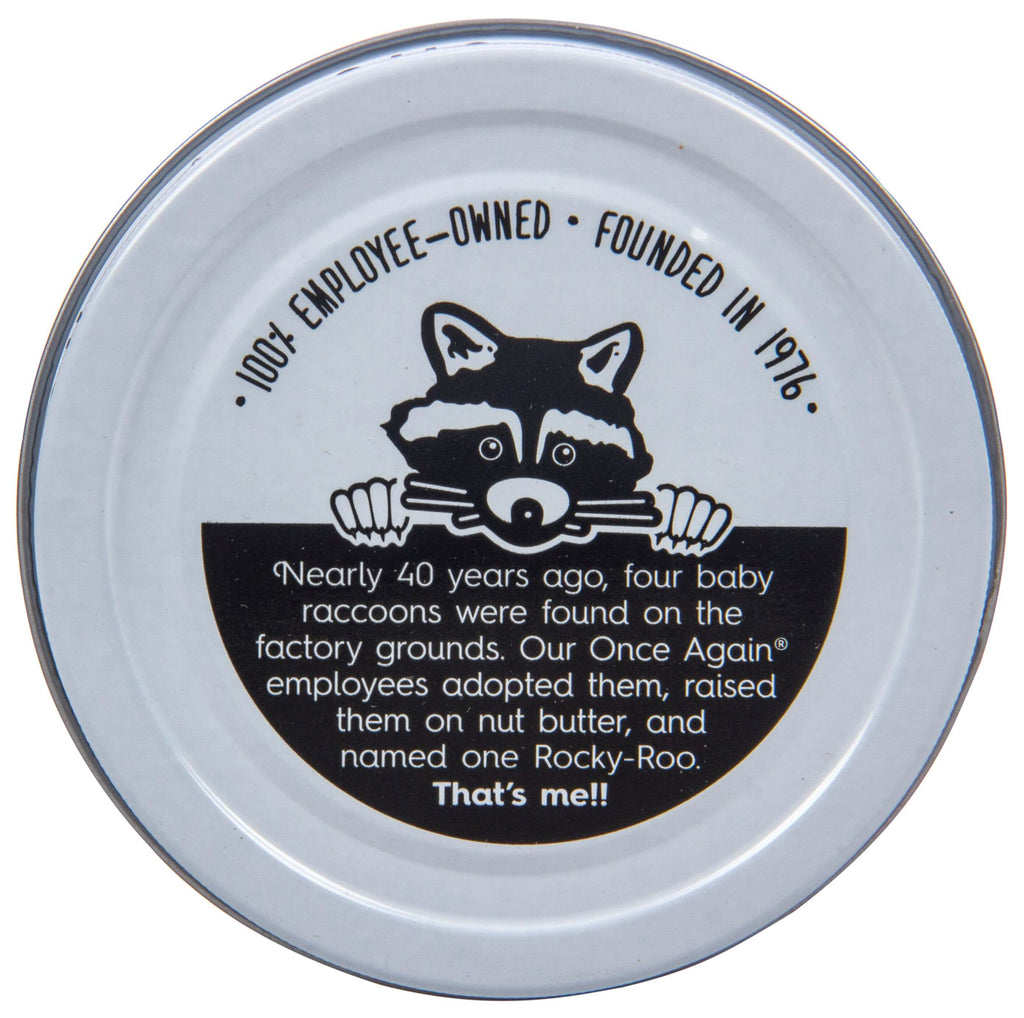 • 100% EMPLOYEE-OWNED • FOUNDED IN 1976 •
Nearly 40 years ago, four baby
raccoons were found on the
factory grounds. Our Once Again®
employees adopted them, raised
them on nut butter, and
named one Rocky-Roo.
That's me!!